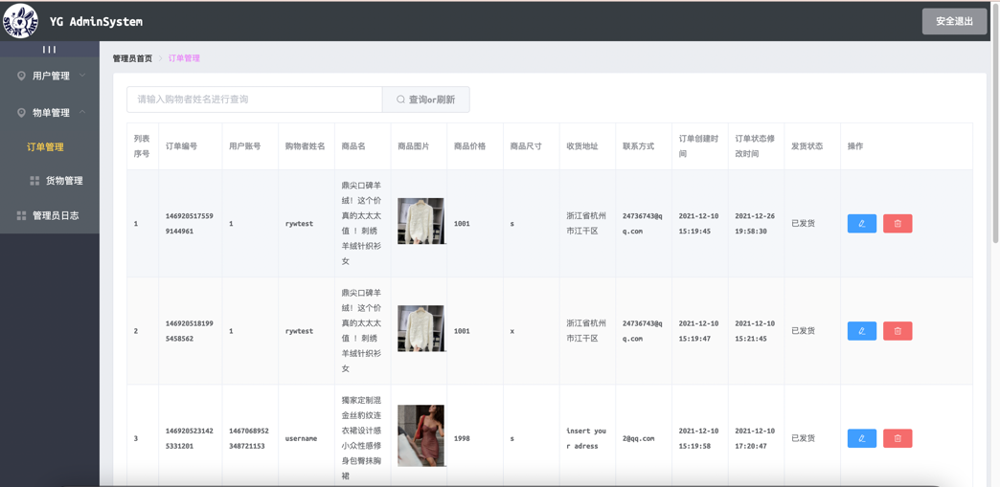 YG AdminSystem
安全退出
用户管理
物单管理
订单管理
货物管理
管理员日志
管理员首页 > 订单管理
请输入购物者姓名进行查询
查询or刷新
列表
序号
订单编号
用户账号
购物者姓名
商品名
商品图片
商品价格
商品尺寸
收货地址
联系方式
订单创建时
间
订单状态修
改时间
发货状态
操作
1
146920517559
9144961
1
rywtest
鼎尖口碑羊
绒！这个价
真的太太太
值 ！刺绣
羊绒针织衫
女
1001
s
浙江省杭州
市江干区
24736743@q
q.com
2021-12-10
15:19:45
2021-12-26
19:58:30
已发货
2
146920518199
5458562
1
rywtest
鼎尖口碑羊
绒！这个价
真的太太太
值 ！刺绣
羊绒针织衫
女
1001
x
浙江省杭州
市江干区
24736743@q
q.com
2021-12-10
15:19:47
2021-12-10
15:21:45
已发货
3
146920523142
5331201
1467068952
348721153
username
獨家定制混
金丝豹纹连
衣裙设计感
小众性感修
身包臀抹胸
裙
1998
s
insert you
r adress
2@qq.com
2021-12-10
15:19:58
2021-12-10
17:20:47
已发货